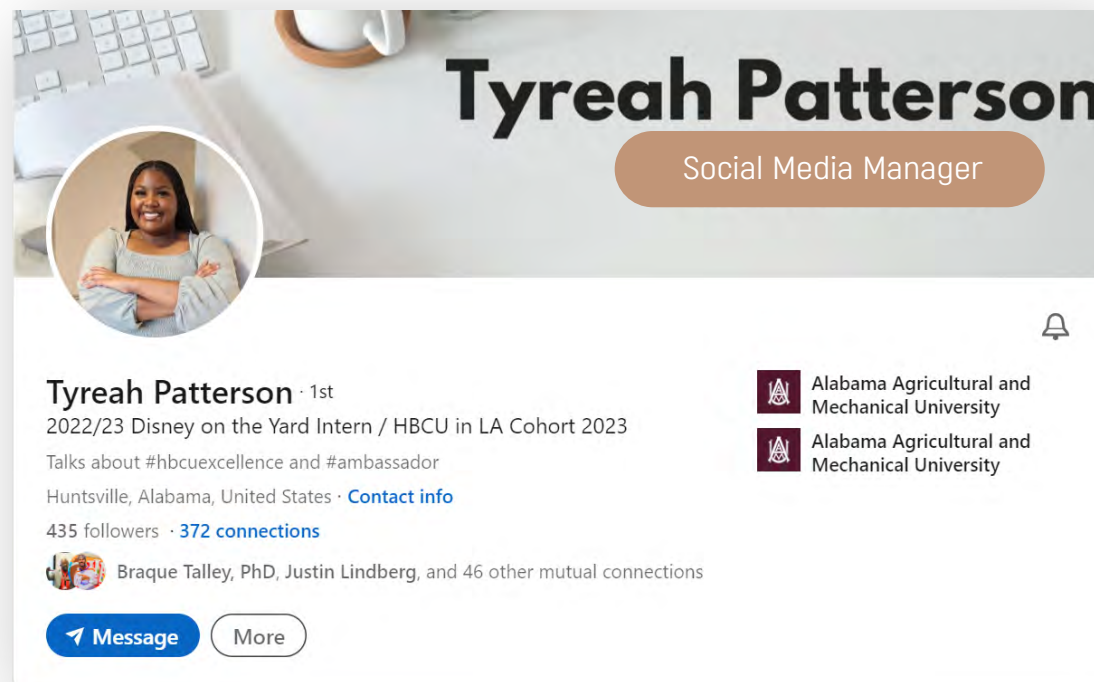 Tyreah Patterson
Social Media Manager
Tyreah Patterson · 1st
2022/23 Disney on the Yard Intern / HBCU in LA Cohort 2023
Talks about #hbcuexcellence and #ambassador
Huntsville, Alabama, United States · Contact info
435 followers · 372 connections
Braque Talley, PhD, Justin Lindberg, and 46 other mutual connections
Message
More
Alabama Agricultural and
Mechanical University
Alabama Agricultural and
Mechanical University